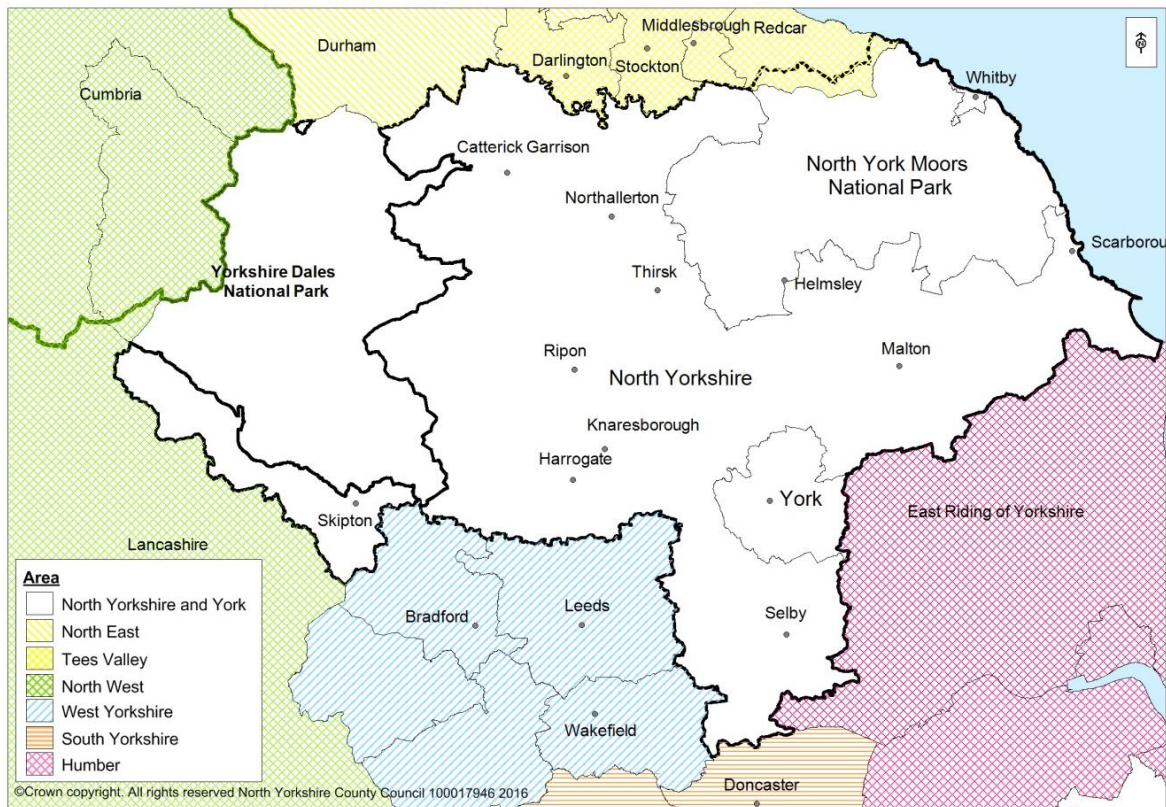 Durham
Middlesbrough
Redcar
Darlington
Stockton
Cumbria
Whitby
Catterick Garrison
North York Moors
National Park
Northallerton
Scarborou
Yorkshire Dales
National Park
Thirsk
Helmsley
Ripon
North Yorkshire
Malton
Knaresborough
Harrogate
York
Skipton
East Riding of Yorkshire
Lancashire
Bradford
Leeds
Selby
Wakefield
Doncaster
Area
North Yorkshire and York
North East
Tees Valley
North West
West Yorkshire
South Yorkshire
Humber
©Crown copyright. All rights reserved North Yorkshire County Council 100017946 2016